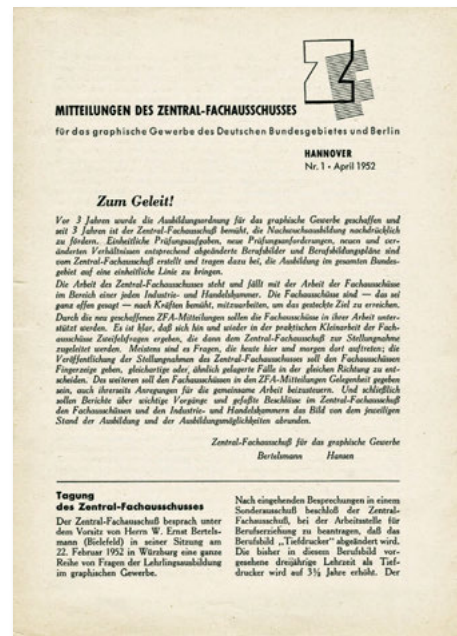 MITTEILUNGEN DES ZENTRAL-FACHAUSSCHUSSES
für das graphische Gewerbe des Deutschen Bundesgebietes und Berlin
HANNOVER
Nr. 1 • April 1952
Zum Geleit!
Vor 3 Jahren wurde die Ausbildungsordnung für das graphische Gewerbe geschaffen und
seit 3 Jahren ist der Zentral-Fachausschuß bemüht, die Nachwuchsausbildung nachdrücklich
zu fördern. Einheitliche Prüfungsaufgaben, neue Prüfungsanforderungen, neuen und ver-
änderten Verhältnissen entsprechend abgeänderte Berufsbilder und Berufsbildungspläne sind
vom Zentral-Fachausschuß erstellt und tragen dazu bei, die Ausbildung im gesamten Bundes-
gebiet auf eine einheitliche Linie zu bringen.
Die Arbeit des Zentral-Fachausschusses steht und fällt mit der Arbeit der Fachausschüsse
im Bereich einer jeden Industrie- und Handelskammer. Die Fachausschüsse sind — das sei
ganz offen gesagt — nach Kräften bemüht, mitzuarbeiten, um das gesteckte Ziel zu erreichen.
Durch die neu geschaffenen ZFA-Mitteilungen sollen die Fachausschüsse in ihrer Arbeit unter-
stützt werden. Es ist klar, daß sich hin und wieder in der praktischen Kleinarbeit der Fach-
ausschüsse Zweifelsfragen ergeben, die dann dem Zentral-Fachausschuß zur Stellungnahme
zugeleitet werden. Meistens sind es Fragen, die heute hier und morgen dort auftreten; die
Veröffentlichung der Stellungnahmen des Zentral-Fachausschusses soll den Fachausschüssen
Fingerzeige geben, gleichartige oder ähnlich gelagerte Fälle in der gleichen Richtung zu ent-
scheiden. Des weiteren soll den Fachausschüssen in den ZFA-Mitteilungen Gelegenheit gegeben
sein, auch ihrerseits Anregungen für die gemeinsame Arbeit beizusteuern. Und schließlich
sollen Berichte über wichtige Vorgänge und gefaßte Beschlüsse im Zentral-Fachausschuß
den Fachausschüssen und den Industrie- und Handelskammern das Bild von dem jeweiligen
Stand der Ausbildung und der Ausbildungsmöglichkeiten abrunden.
Zentral-Fachausschuß für das graphische Gewerbe
Bertelsmann Hansen
Tagung
des Zentral-Fachausschusses
Der Zentral-Fachausschuß besprach unter
dem Vorsitz von Herrn W. Ernst Bertels-
mann (Bielefeld) in seiner Sitzung am
22. Februar 1952 in Würzburg eine ganze
Reihe von Fragen der Lehrlingsausbildung
im graphischen Gewerbe.
Nach eingehenden Besprechungen in einem
Sonderausschuß beschloß der Zentral-
Fachausschuß, bei der Arbeitsstelle für
Berufserziehung zu beantragen, daß das
Berufsbild „Tiefdrucker" abgeändert wird.
Die bisher in diesem Berufsbild vor-
gesehene dreijährige Lehrzeit als Tief-
drucker wird auf 3½ Jahre erhöht. Der